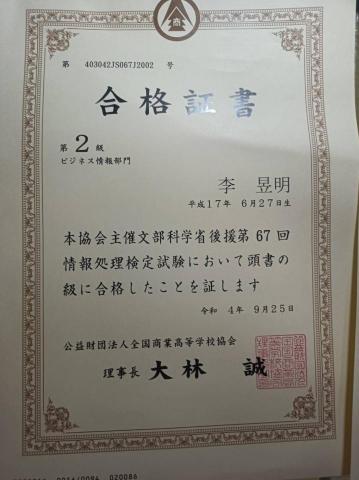 商
第 403042JS067J2002 号
合格証書
第2級
ビジネス情報部門
李 昱明
平成17年 6月27日生
本協会主催文部科学省後援第67回
情報処理検定試験において頭書の
級に合格したことを証します
令和 4年 9月25日
公益財団法人全国商業高等学校協会
理事長 大林 誠
020086